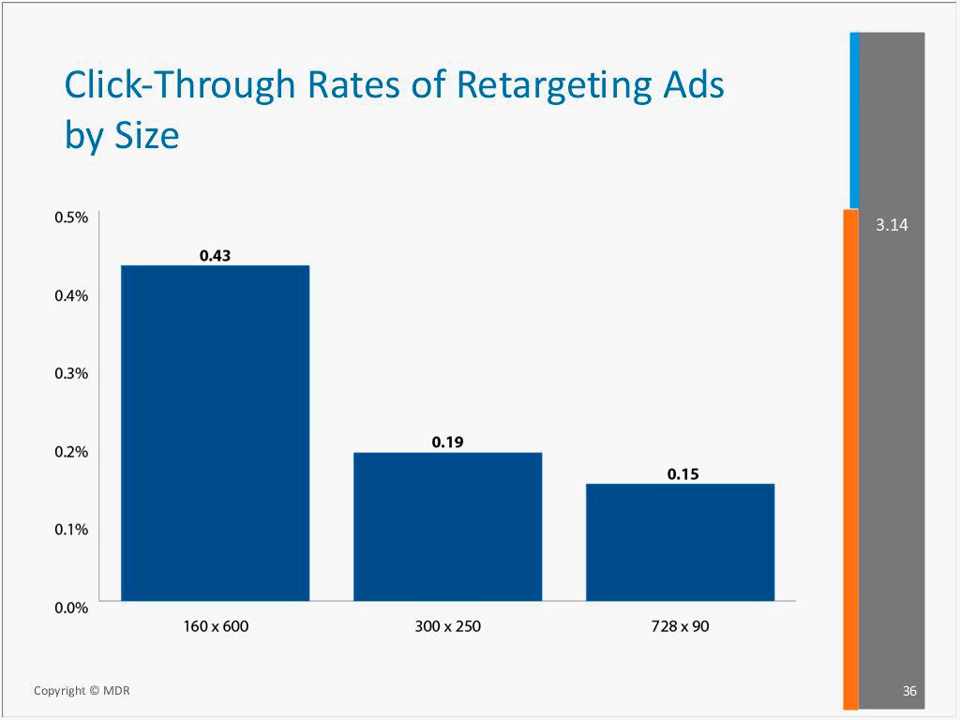 Click-Through Rates of Retargeting Ads
by Size
3.14
0.5%
0.4%
0.3%
0.2%
0.1%
0.0%
0.43
0.19
0.15
160 x 600
300 x 250
728 x 90
Copyright © MDR
36